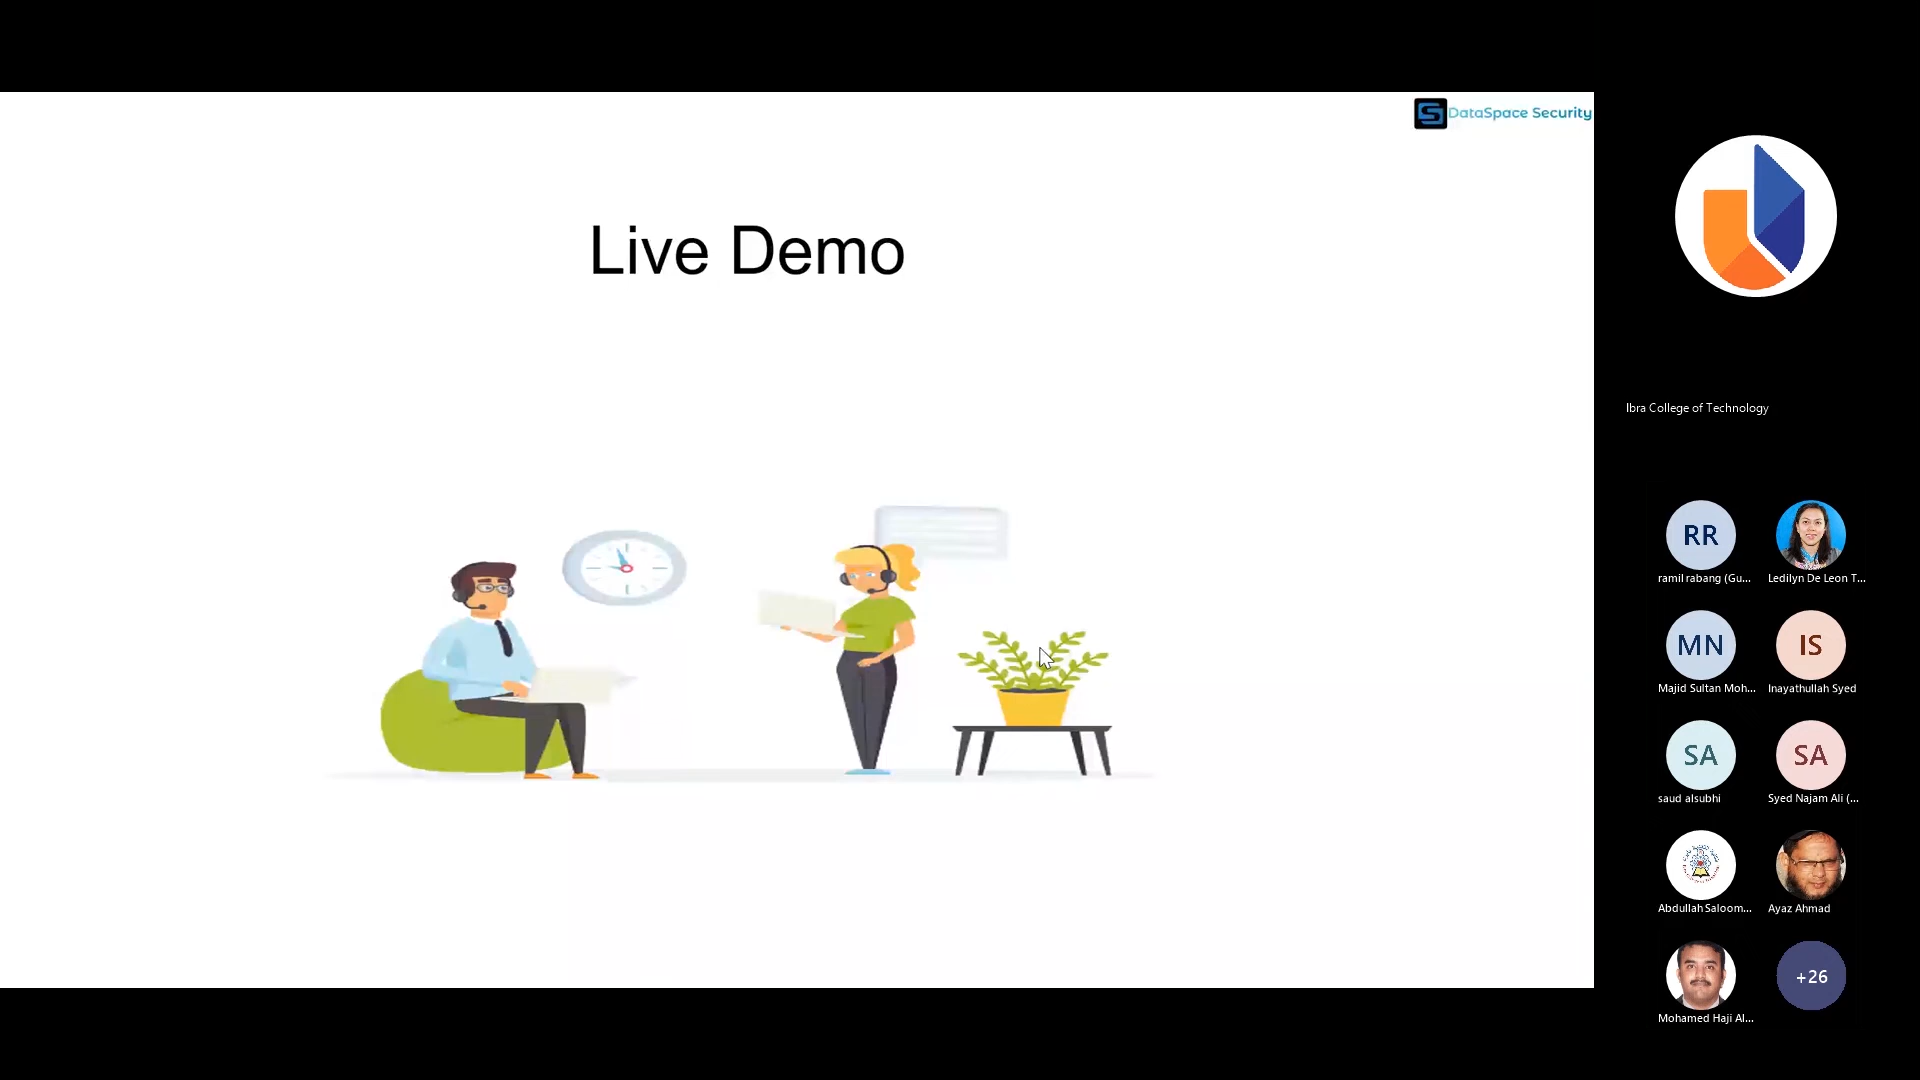 DataSpace Security
Live Demo
Ibra College of Technology
RR
ramil rabang (Gu...
Ledilyn De Leon T...
MN
Majid Sultan Moh...
IS
Inayathullah Syed
SA
saud alsubhi
SA
Syed Najam Ali (...
Abdullah Saloom...
Ayaz Ahmad
Mohamed Haji Al...
+26